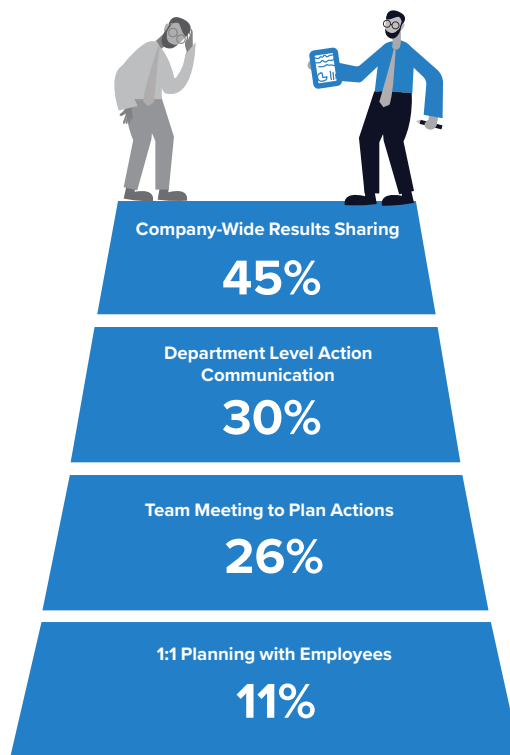 Company-Wide Results Sharing
45%
Department Level Action
Communication
30%
Team Meeting to Plan Actions
26%
1:1 Planning with Employees
11%